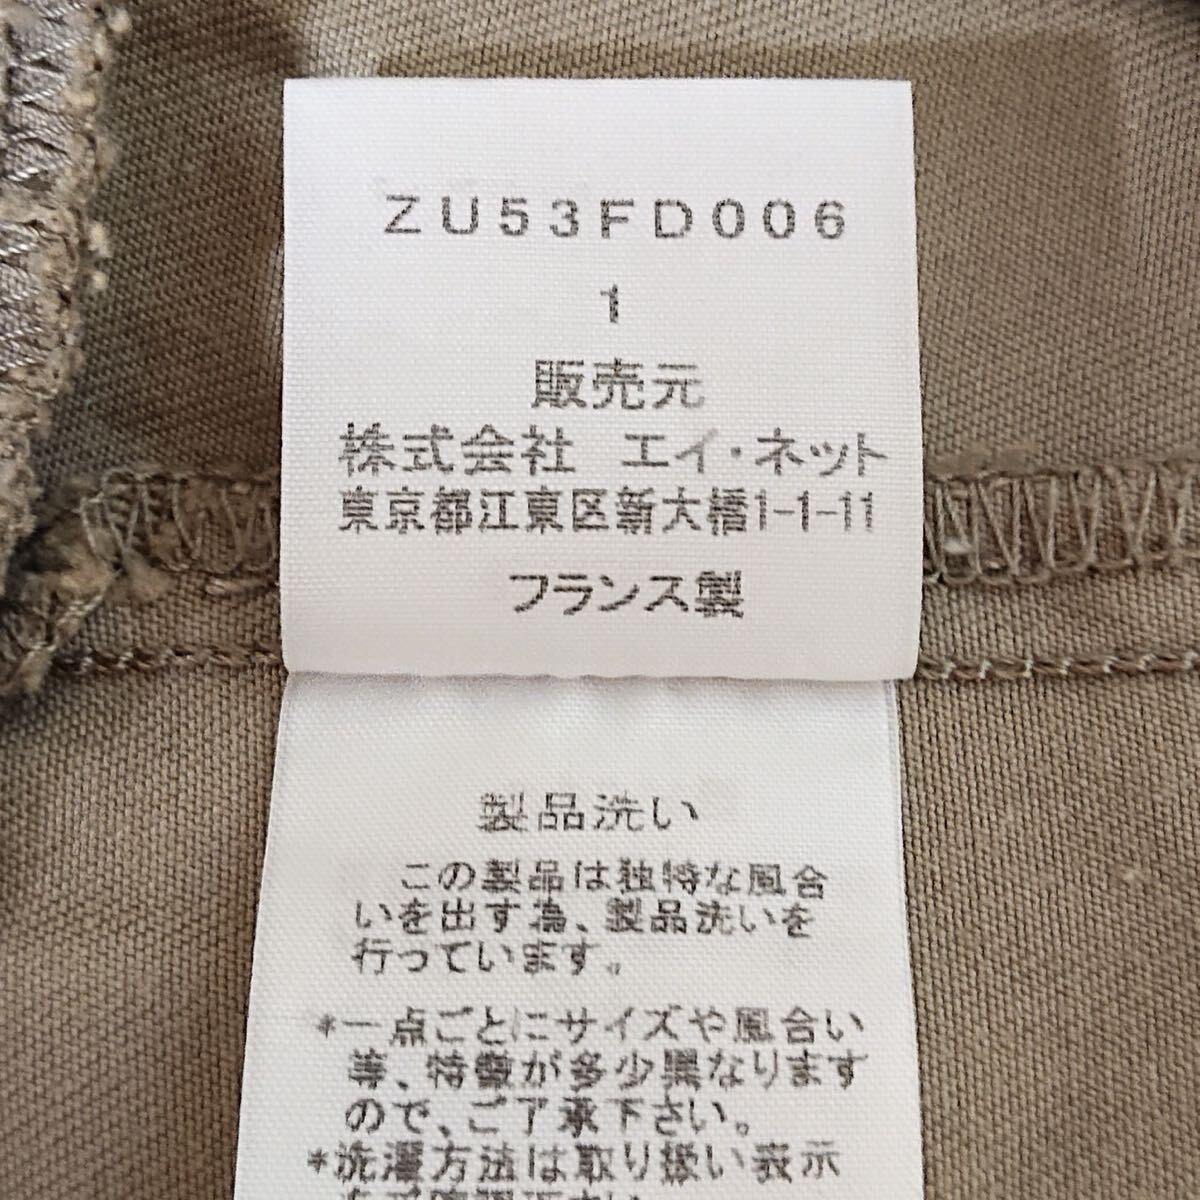 ZU53FD006
1
販売元
株式会社 エイ・ネット
東京都江東区新大橋1-1-11
フランス製
製品洗い
この製品は独特な風合
いを出す為、製品洗いを
行っています。
*一点ごとにサイズや風合い
等、特徴が多少異なります
ので、ご了承下さい。
*洗濯方法は取り扱い表示